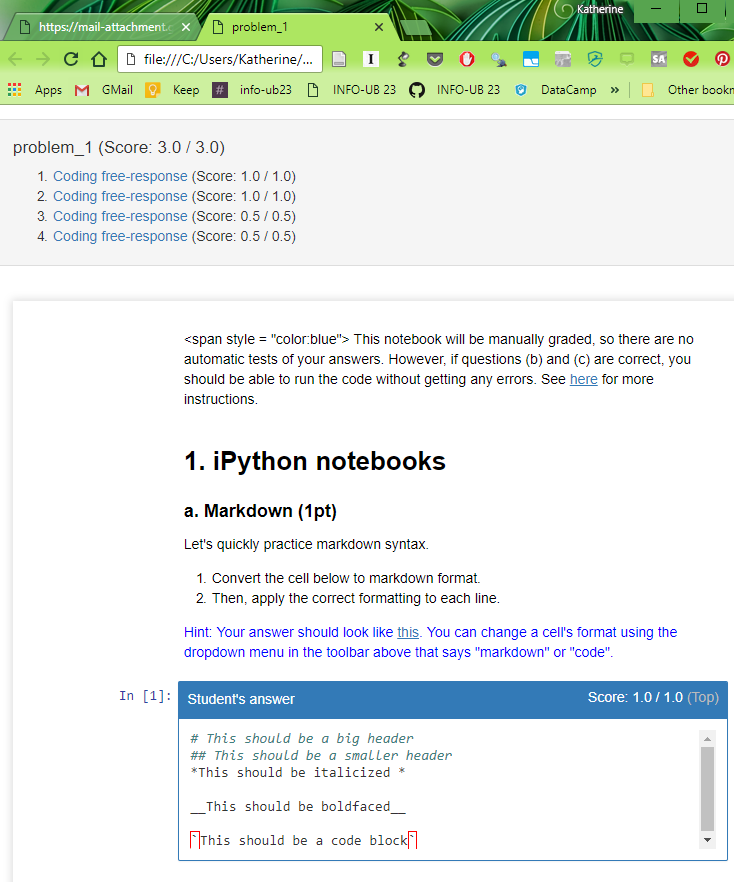 Katherine
https://mail-attachment.g
problem_1
file:///C:/Users/Katherine/...
Apps GMail Keep # info-ub23 INFO-UB 23 INFO-UB 23 DataCamp » Other bookm
problem_1 (Score: 3.0 / 3.0)
1. Coding free-response (Score: 1.0 / 1.0)
2. Coding free-response (Score: 1.0 / 1.0)
3. Coding free-response (Score: 0.5 / 0.5)
4. Coding free-response (Score: 0.5 / 0.5)
<span style = "color:blue"> This notebook will be manually graded, so there are no
automatic tests of your answers. However, if questions (b) and (c) are correct, you
should be able to run the code without getting any errors. See here for more
instructions.
1. iPython notebooks
a. Markdown (1pt)
Let's quickly practice markdown syntax.
1. Convert the cell below to markdown format.
2. Then, apply the correct formatting to each line.
Hint: Your answer should look like this. You can change a cell's format using the
dropdown menu in the toolbar above that says "markdown" or "code".
In [1]: Student's answer Score: 1.0 / 1.0 (Top)
# This should be a big header
## This should be a smaller header
*This should be italicized *
__This should be boldfaced__
`This should be a code block`